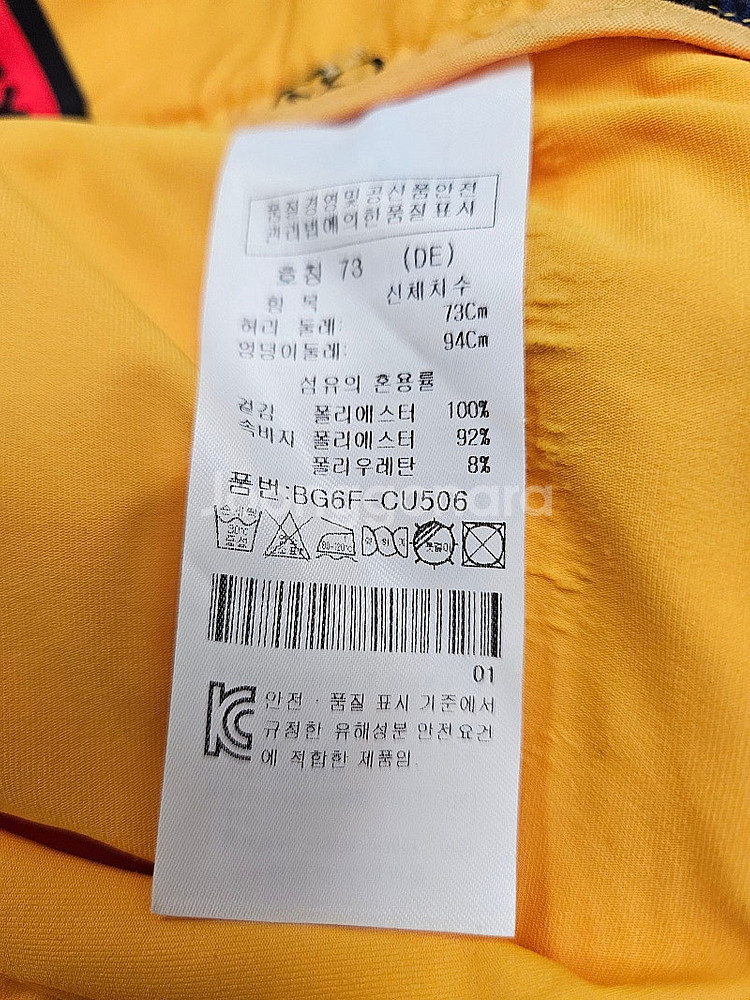 품질경영및공산품안전
관리법에의한품질표시
호칭 73 (DE)
항 목 신체치수
허리 둘레: 73Cm
엉덩이둘레: 94Cm
섬유의 혼용률
겉감 폴리에스터 100%
속바지 폴리에스터 92%
폴리우레탄 8%
품번:BG6F-CU506
30℃
80~120℃
01
KC 안전 · 품질 표시 기준에서
규정한 유해성분 안전요건
에 적합한 제품임.